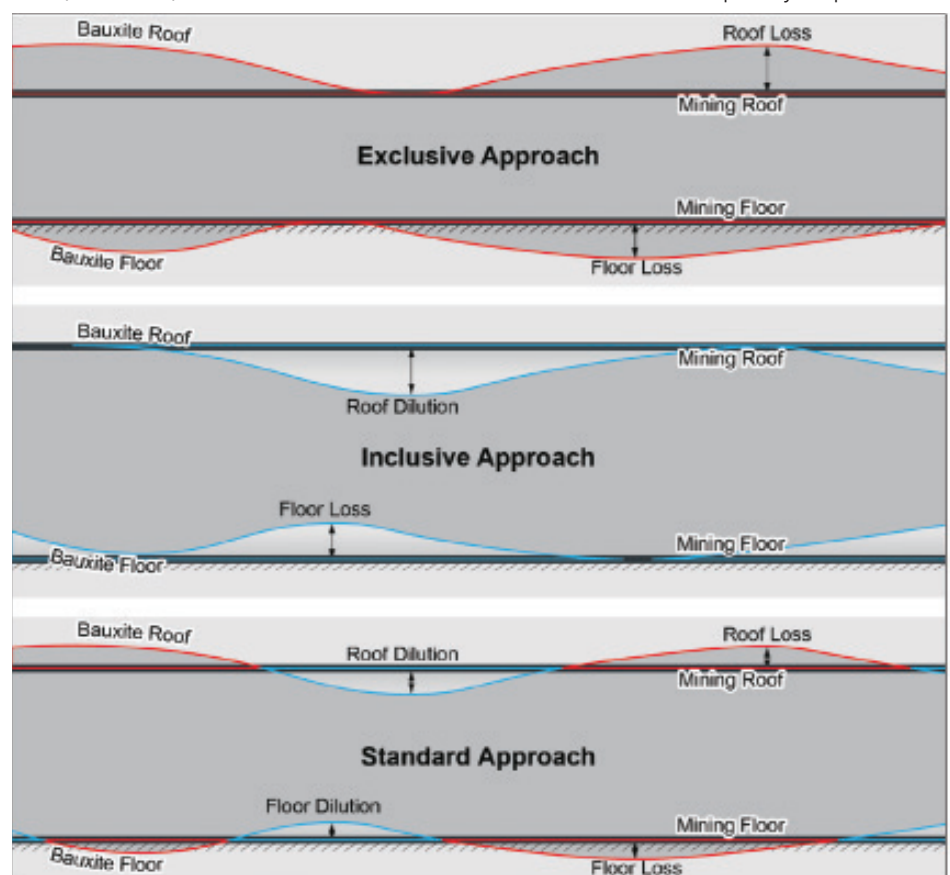 Bauxite Roof
Roof Loss
Mining Roof
Exclusive Approach
Mining Floor
Bauxite Floor
Floor Loss
Bauxite Roof
Mining Roof
Roof Dilution
Inclusive Approach
Floor Loss
Mining Floor
Bauxite Floor
Bauxite Roof
Roof Dilution
Roof Loss
Mining Roof
Standard Approach
Floor Dilution
Mining Floor
Bauxite Floor
Floor Loss